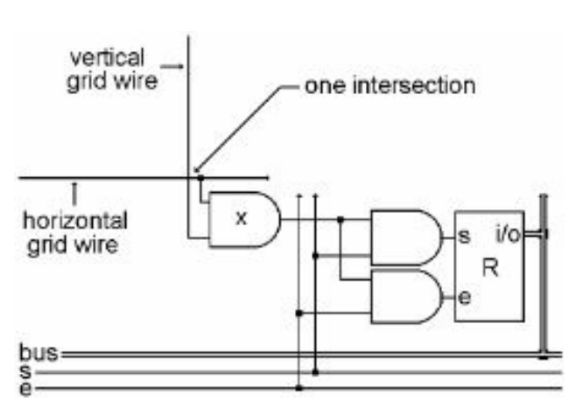 vertical
grid wire
one intersection
horizontal
grid wire
x
s
i/o
R
e
bus
s
e